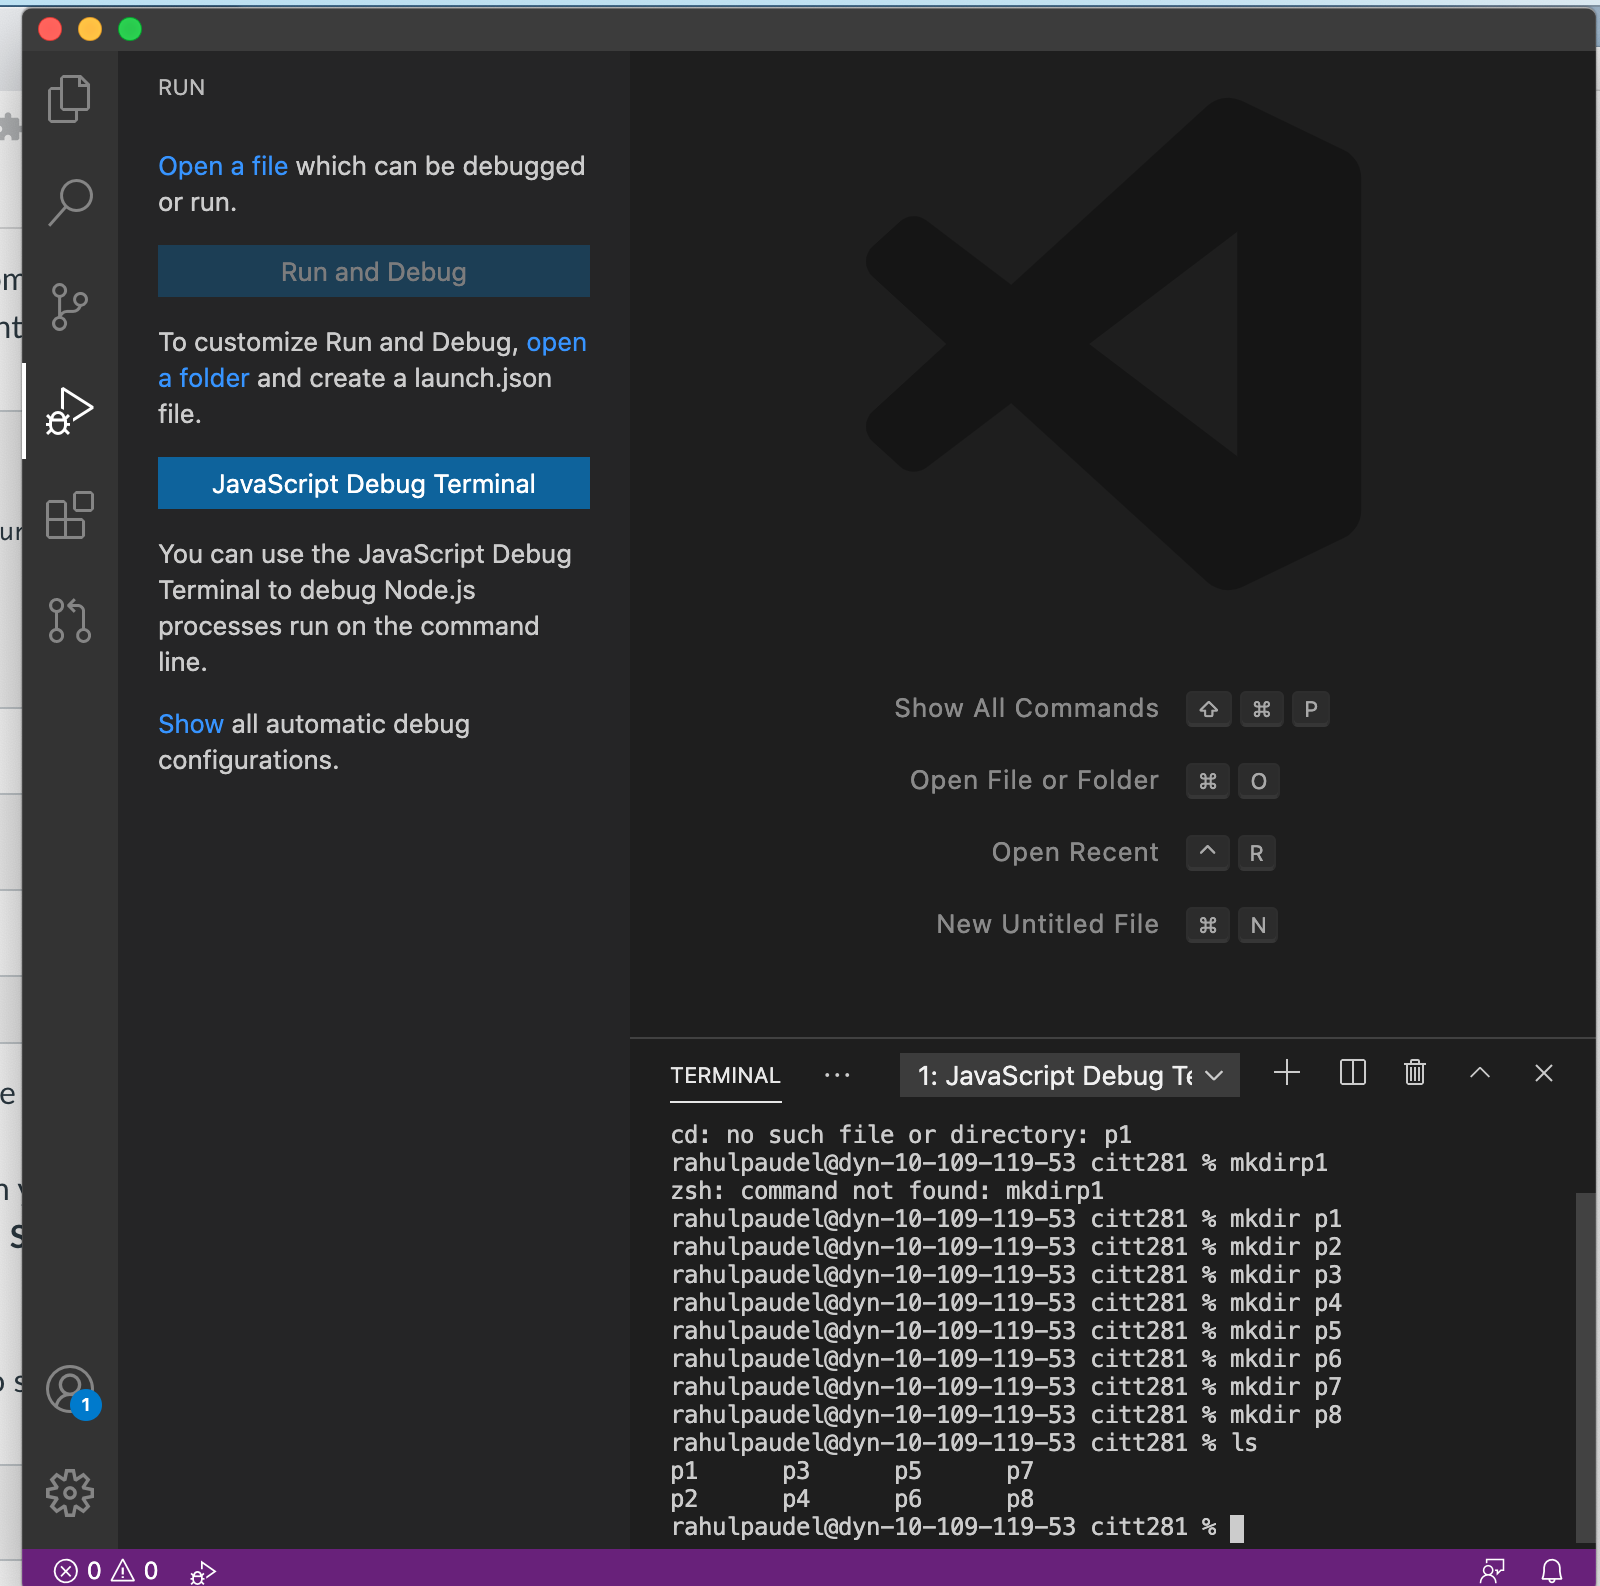 RUN
Open a file which can be debugged
or run.
Run and Debug
To customize Run and Debug, open
a folder and create a launch.json
file.
JavaScript Debug Terminal
You can use the JavaScript Debug
Terminal to debug Node.js
processes run on the command
line.
Show all automatic debug
configurations.
Show All Commands ⇧ ⌘ P
Open File or Folder ⌘ O
Open Recent ^ R
New Untitled File ⌘ N
TERMINAL ··· 1: JavaScript Debug Te
cd: no such file or directory: p1
rahulpaudel@dyn-10-109-119-53 citt281 % mkdirp1
zsh: command not found: mkdirp1
rahulpaudel@dyn-10-109-119-53 citt281 % mkdir p1
rahulpaudel@dyn-10-109-119-53 citt281 % mkdir p2
rahulpaudel@dyn-10-109-119-53 citt281 % mkdir p3
rahulpaudel@dyn-10-109-119-53 citt281 % mkdir p4
rahulpaudel@dyn-10-109-119-53 citt281 % mkdir p5
rahulpaudel@dyn-10-109-119-53 citt281 % mkdir p6
rahulpaudel@dyn-10-109-119-53 citt281 % mkdir p7
rahulpaudel@dyn-10-109-119-53 citt281 % mkdir p8
rahulpaudel@dyn-10-109-119-53 citt281 % ls
p1 p3 p5 p7
p2 p4 p6 p8
rahulpaudel@dyn-10-109-119-53 citt281 %
1
0 0